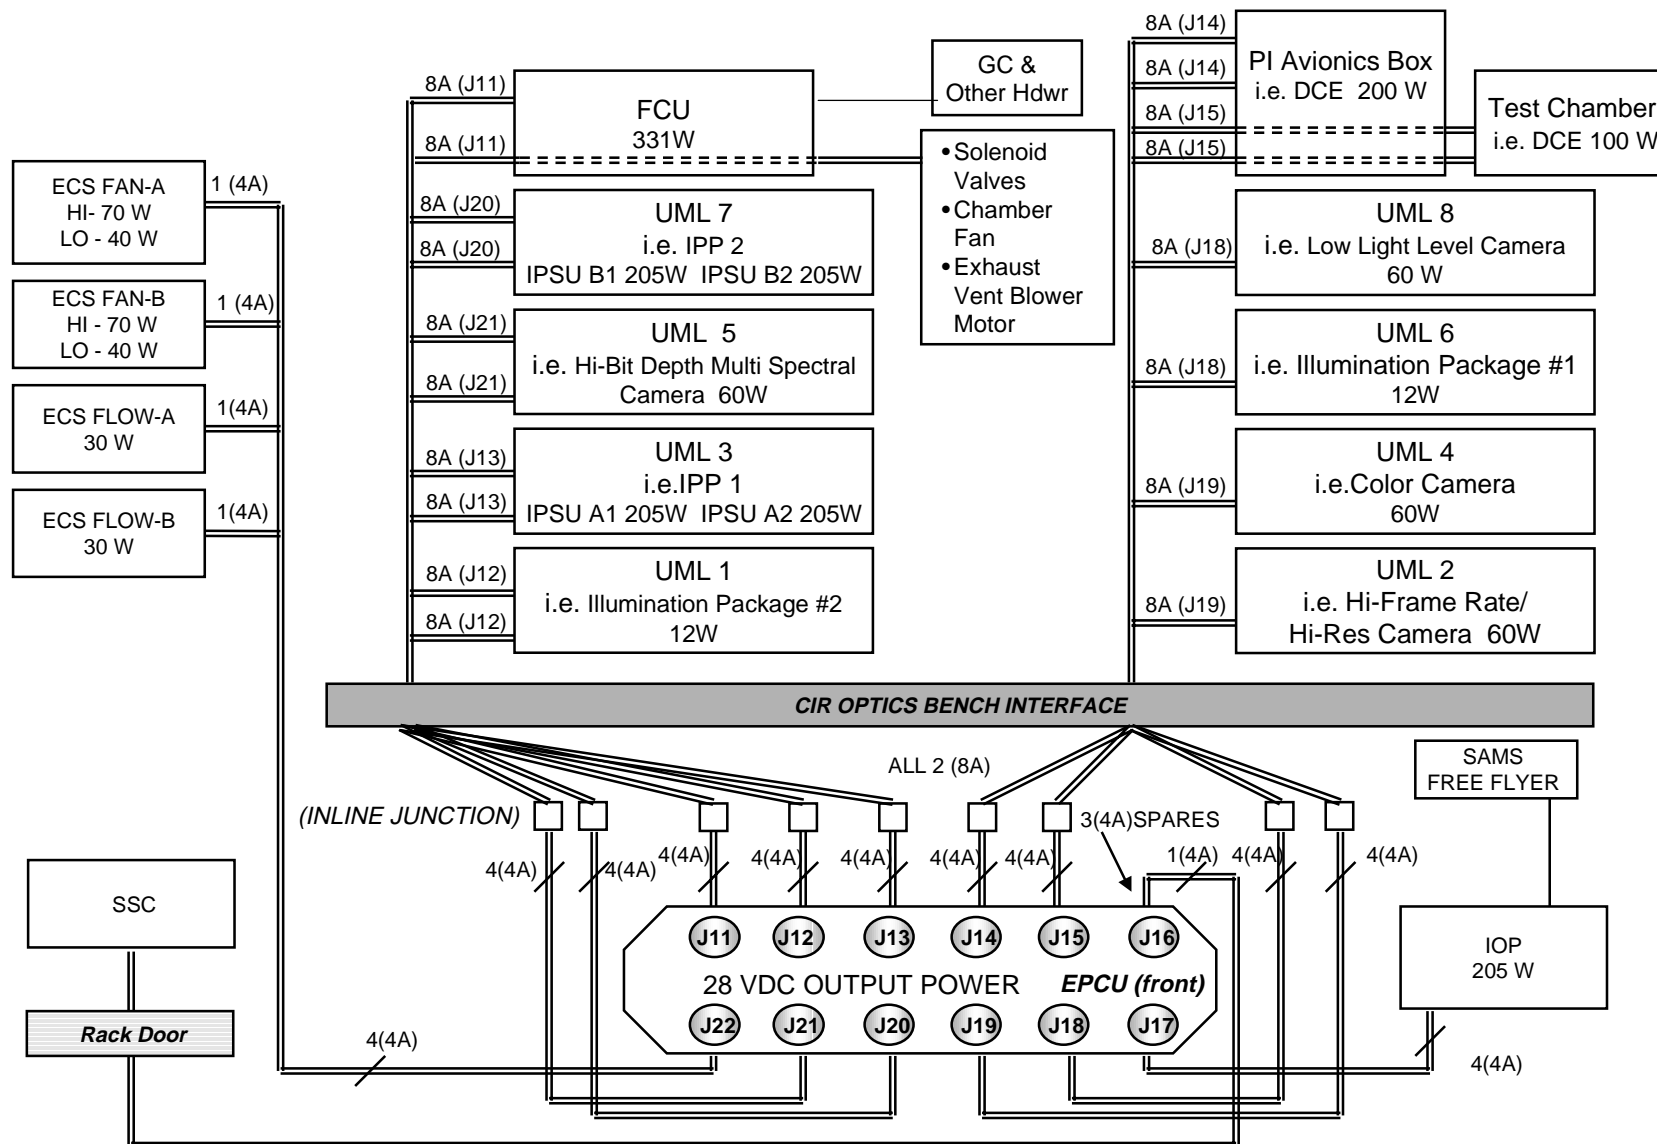 8A (J14)
8A (J14)
8A (J15)
8A (J15)
PI Avionics Box
i.e. DCE 200 W
Test Chamber
i.e. DCE 100 W
GC &
Other Hdwr
8A (J11)
8A (J11)
FCU
331W
•Solenoid
Valves
•Chamber
Fan
•Exhaust
Vent Blower
Motor
ECS FAN-A
HI- 70 W
LO - 40 W
1 (4A)
ECS FAN-B
HI - 70 W
LO - 40 W
1 (4A)
ECS FLOW-A
30 W
1(4A)
ECS FLOW-B
30 W
1(4A)
8A (J20)
8A (J20)
UML 7
i.e. IPP 2
IPSU B1 205W IPSU B2 205W
8A (J21)
8A (J21)
UML 5
i.e. Hi-Bit Depth Multi Spectral
Camera 60W
8A (J13)
8A (J13)
UML 3
i.e.IPP 1
IPSU A1 205W IPSU A2 205W
8A (J12)
8A (J12)
UML 1
i.e. Illumination Package #2
12W
8A (J18)
UML 8
i.e. Low Light Level Camera
60 W
8A (J18)
UML 6
i.e. Illumination Package #1
12W
8A (J19)
UML 4
i.e.Color Camera
60W
8A (J19)
UML 2
i.e. Hi-Frame Rate/
Hi-Res Camera 60W
CIR OPTICS BENCH INTERFACE
ALL 2 (8A)
SAMS
FREE FLYER
(INLINE JUNCTION)
3(4A)SPARES
4(4A)
4(4A)
4(4A)
4(4A)
4(4A)
4(4A)
4(4A)
1(4A)
4(4A)
4(4A)
SSC
J11
J12
J13
J14
J15
J16
28 VDC OUTPUT POWER
EPCU (front)
J22
J21
J20
J19
J18
J17
IOP
205 W
Rack Door
4(4A)
4(4A)